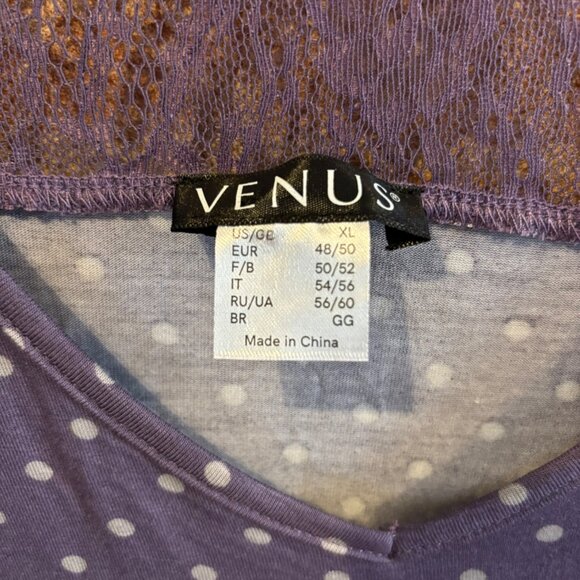 VENUS®
US/GB XL
EUR 48/50
F/B 50/52
IT 54/56
RU/UA 56/60
BR GG
Made in China